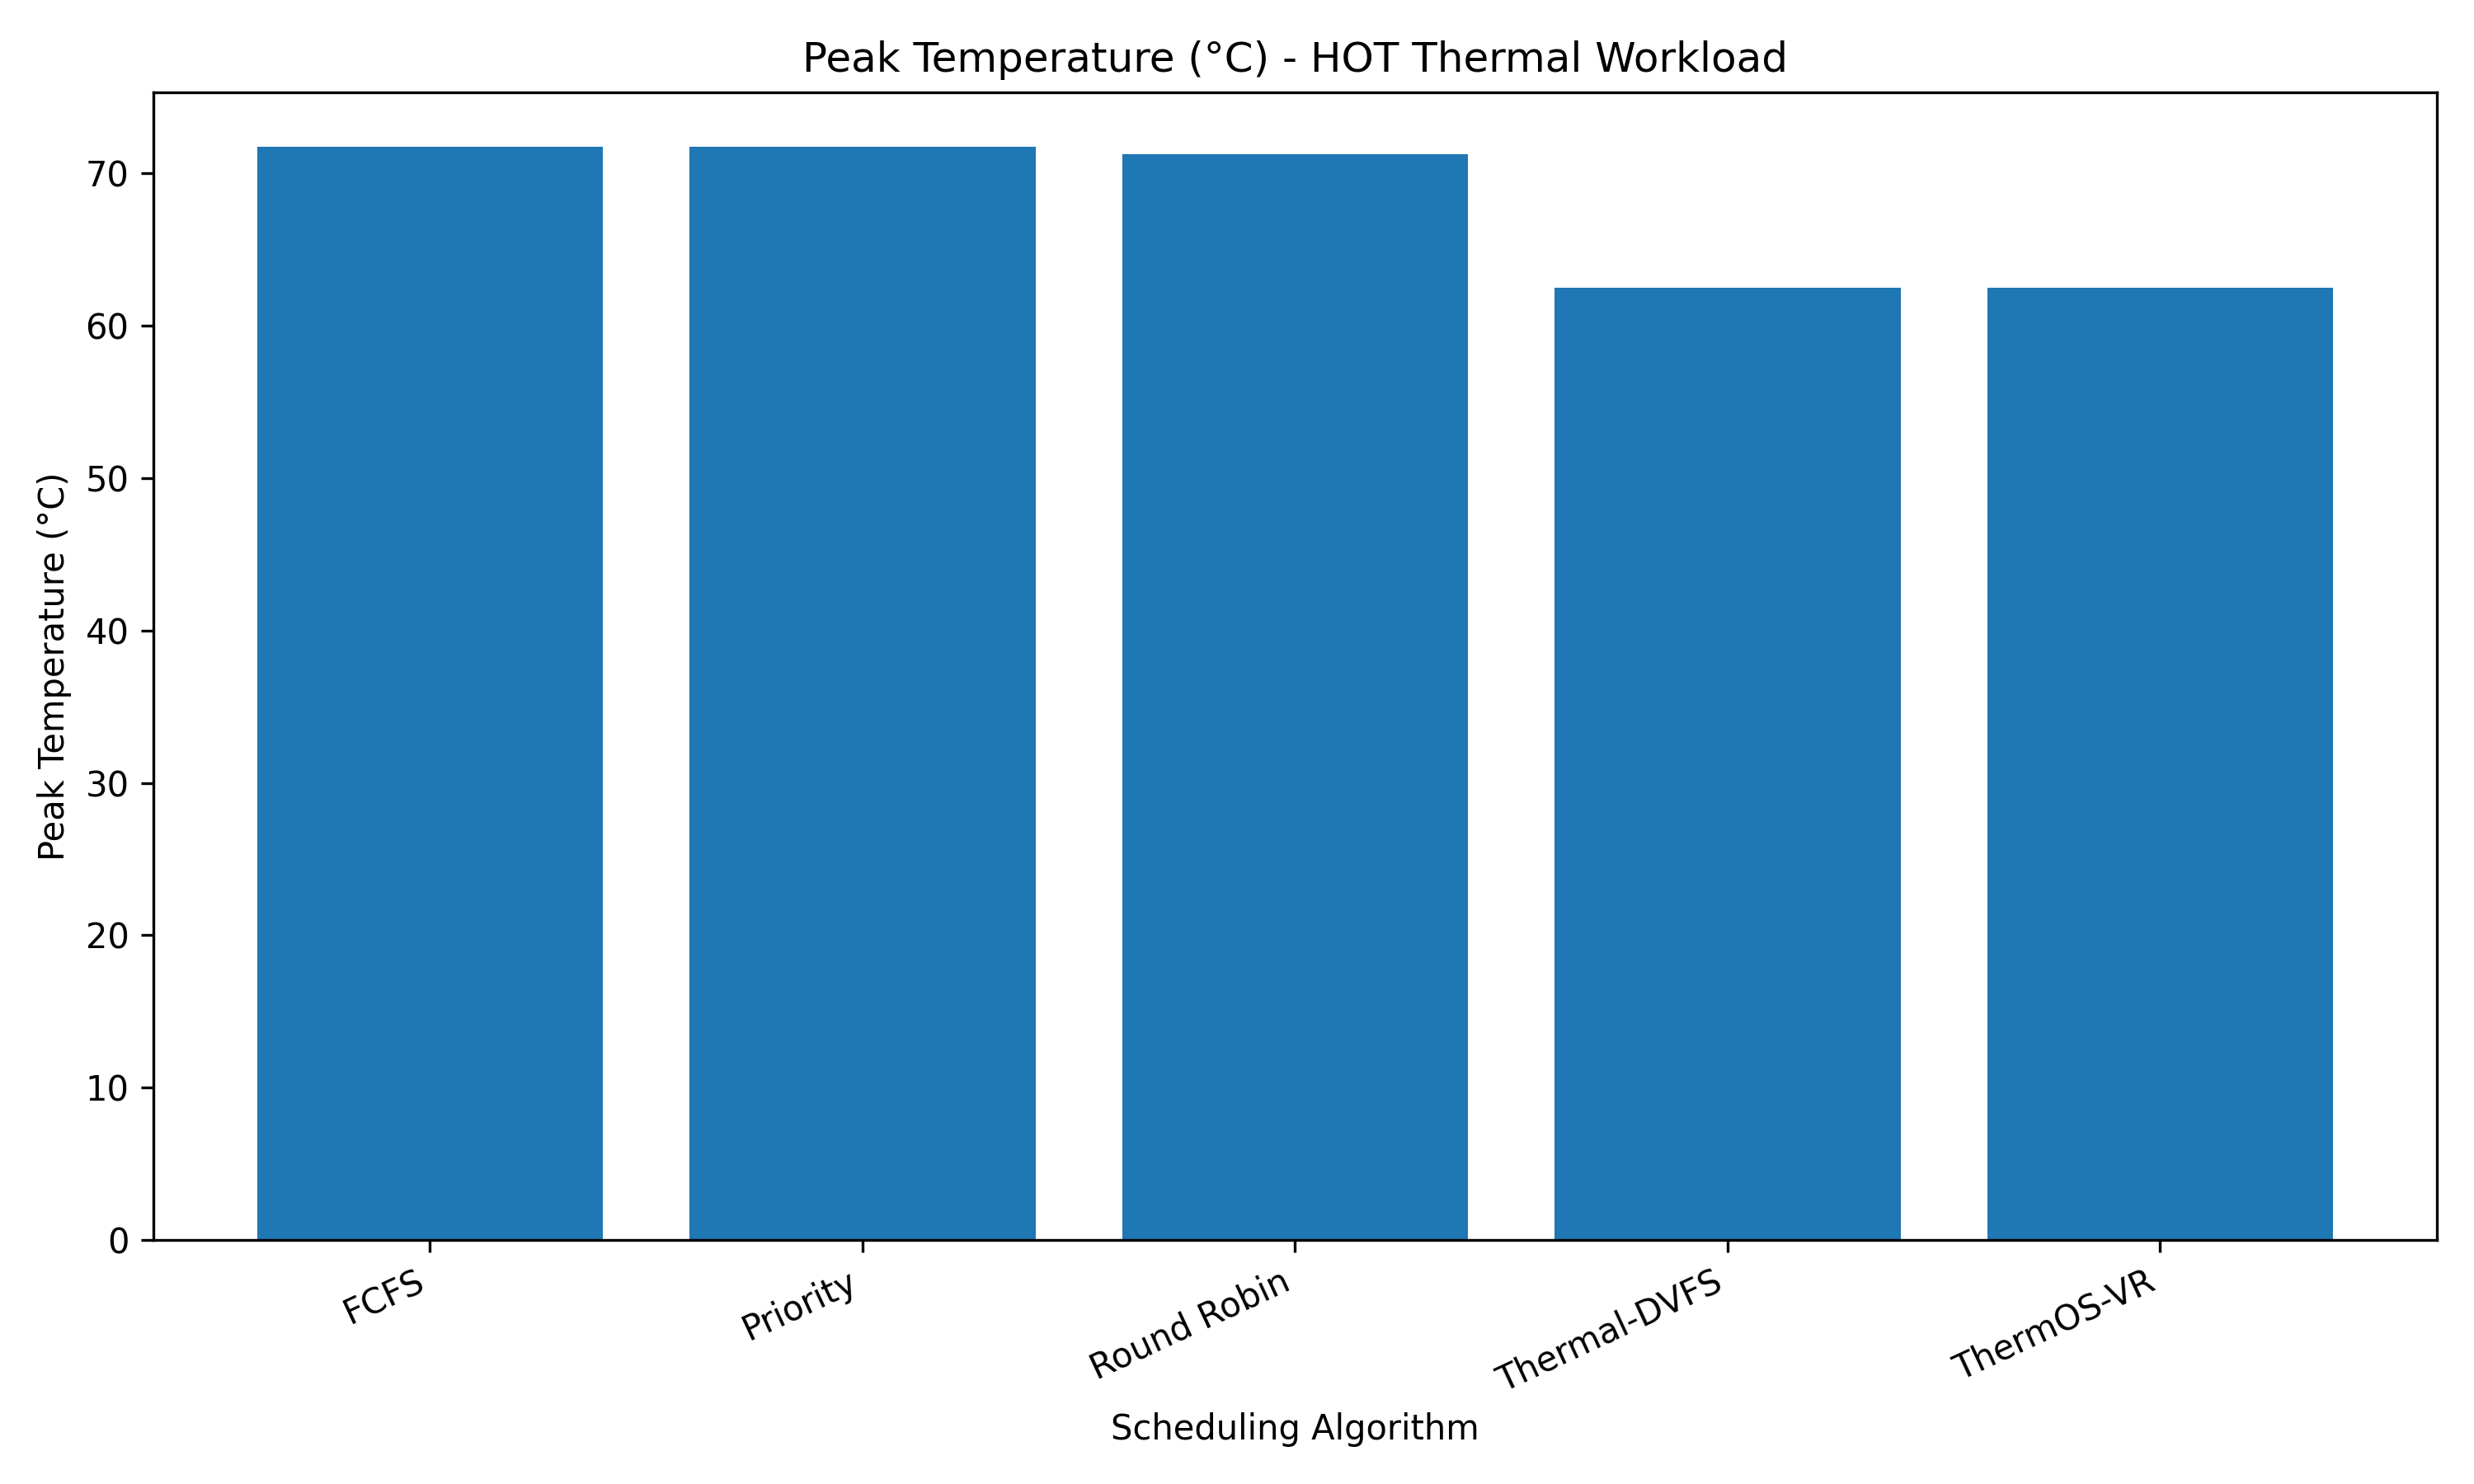 Peak Temperature (°C) - HOT Thermal Workload
Peak Temperature (°C)
70
60
50
40
30
20
10
0
FCFS
Priority
Round Robin
Thermal-DVFS
ThermOS-VR
Scheduling Algorithm